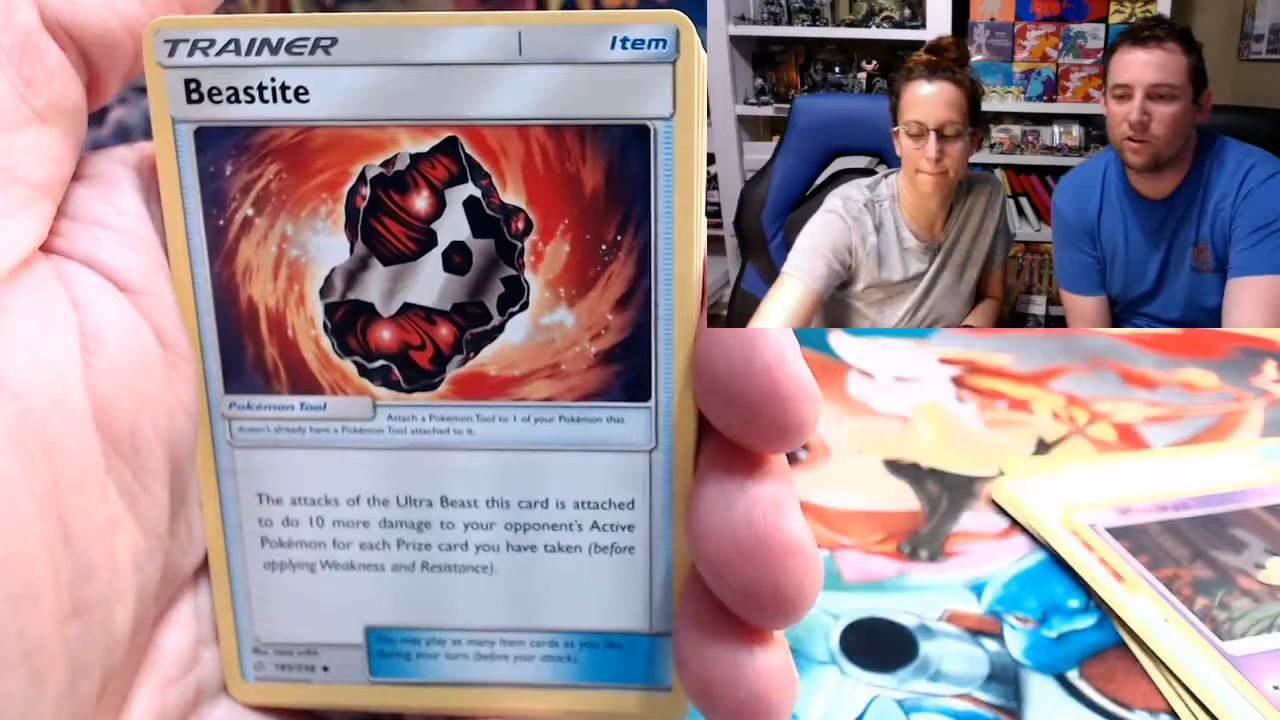 TRAINER
Item
Beastite
Pokémon Tool
Attach a Pokémon Tool to 1 of your Pokémon that
doesn't already have a Pokémon Tool attached to it.
The attacks of the Ultra Beast this card is attached
to do 10 more damage to your opponent's Active
Pokémon for each Prize card you have taken (before
applying Weakness and Resistance).
You may play as many Item cards as you like
during your turn (before your attack).